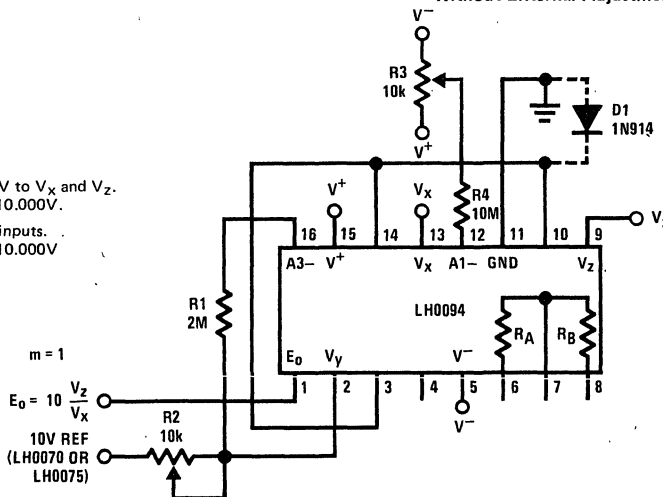 V−
R3
10k
D1
1N914
V+
V to Vx and Vz.
10.000V.
inputs.
10.000V
V+
Vx
R4
10M
16 15 14 13 12 11 10 9
A3− V+ Vx A1− GND Vz
R1
2M
LH0094
RA RB
m = 1
Eo Vy V−
1 2 3 4 5 6 7 8
Eo = 10 Vz
Vx
V−
R2
10k
10V REF
(LH0070 OR
LH0075)